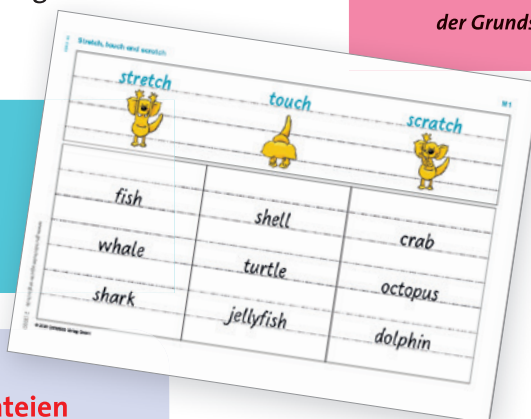 der Grunds
Stretch, touch and scratch
M 1
stretch
touch
scratch
fish
shell
crab
whale
turtle
octopus
shark
jellyfish
dolphin
ateien